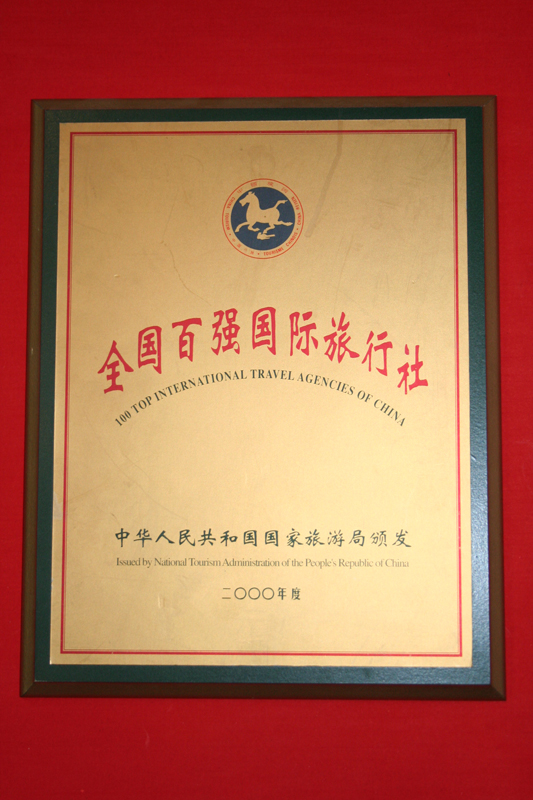 全国百强国际旅行社
100 TOP INTERNATIONAL TRAVEL AGENCIES OF CHINA
中华人民共和国国家旅游局颁发
Issued by National Tourism Administration of the People's Republic of China
二〇〇〇年度